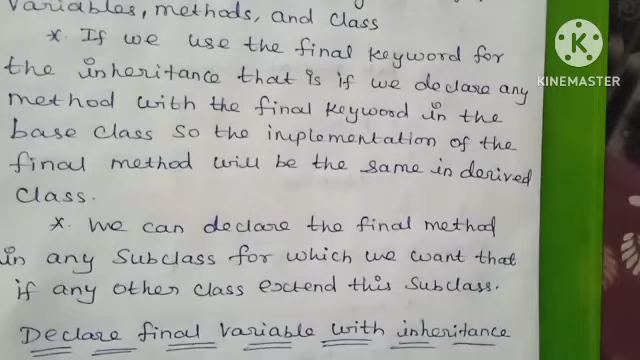 variables, methods, and class
* If we use the final keyword for
the inheritance that is if we declare any
method with the final keyword in the
base class so the implementation of the
final method will be the same in derived
class.
* We can declare the final method
in any subclass for which we want that
if any other class extend this subclass.
Declare final variable with inheritance
KINEMASTER